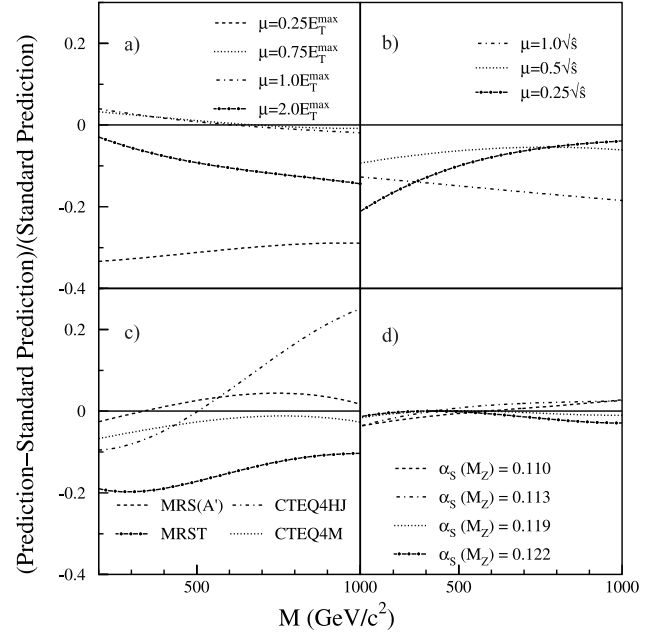 (Prediction–Standard Prediction)/(Standard Prediction)
0.2
0
-0.2
-0.4
a)
μ=0.25E_T^max
μ=0.75E_T^max
μ=1.0E_T^max
μ=2.0E_T^max
b)
μ=1.0√ŝ
μ=0.5√ŝ
μ=0.25√ŝ
0.2
0
-0.2
-0.4
c)
MRS(A')
CTEQ4HJ
MRST
CTEQ4M
d)
α_S (M_Z) = 0.110
α_S (M_Z) = 0.113
α_S (M_Z) = 0.119
α_S (M_Z) = 0.122
500
1000
500
1000
M (GeV/c²)